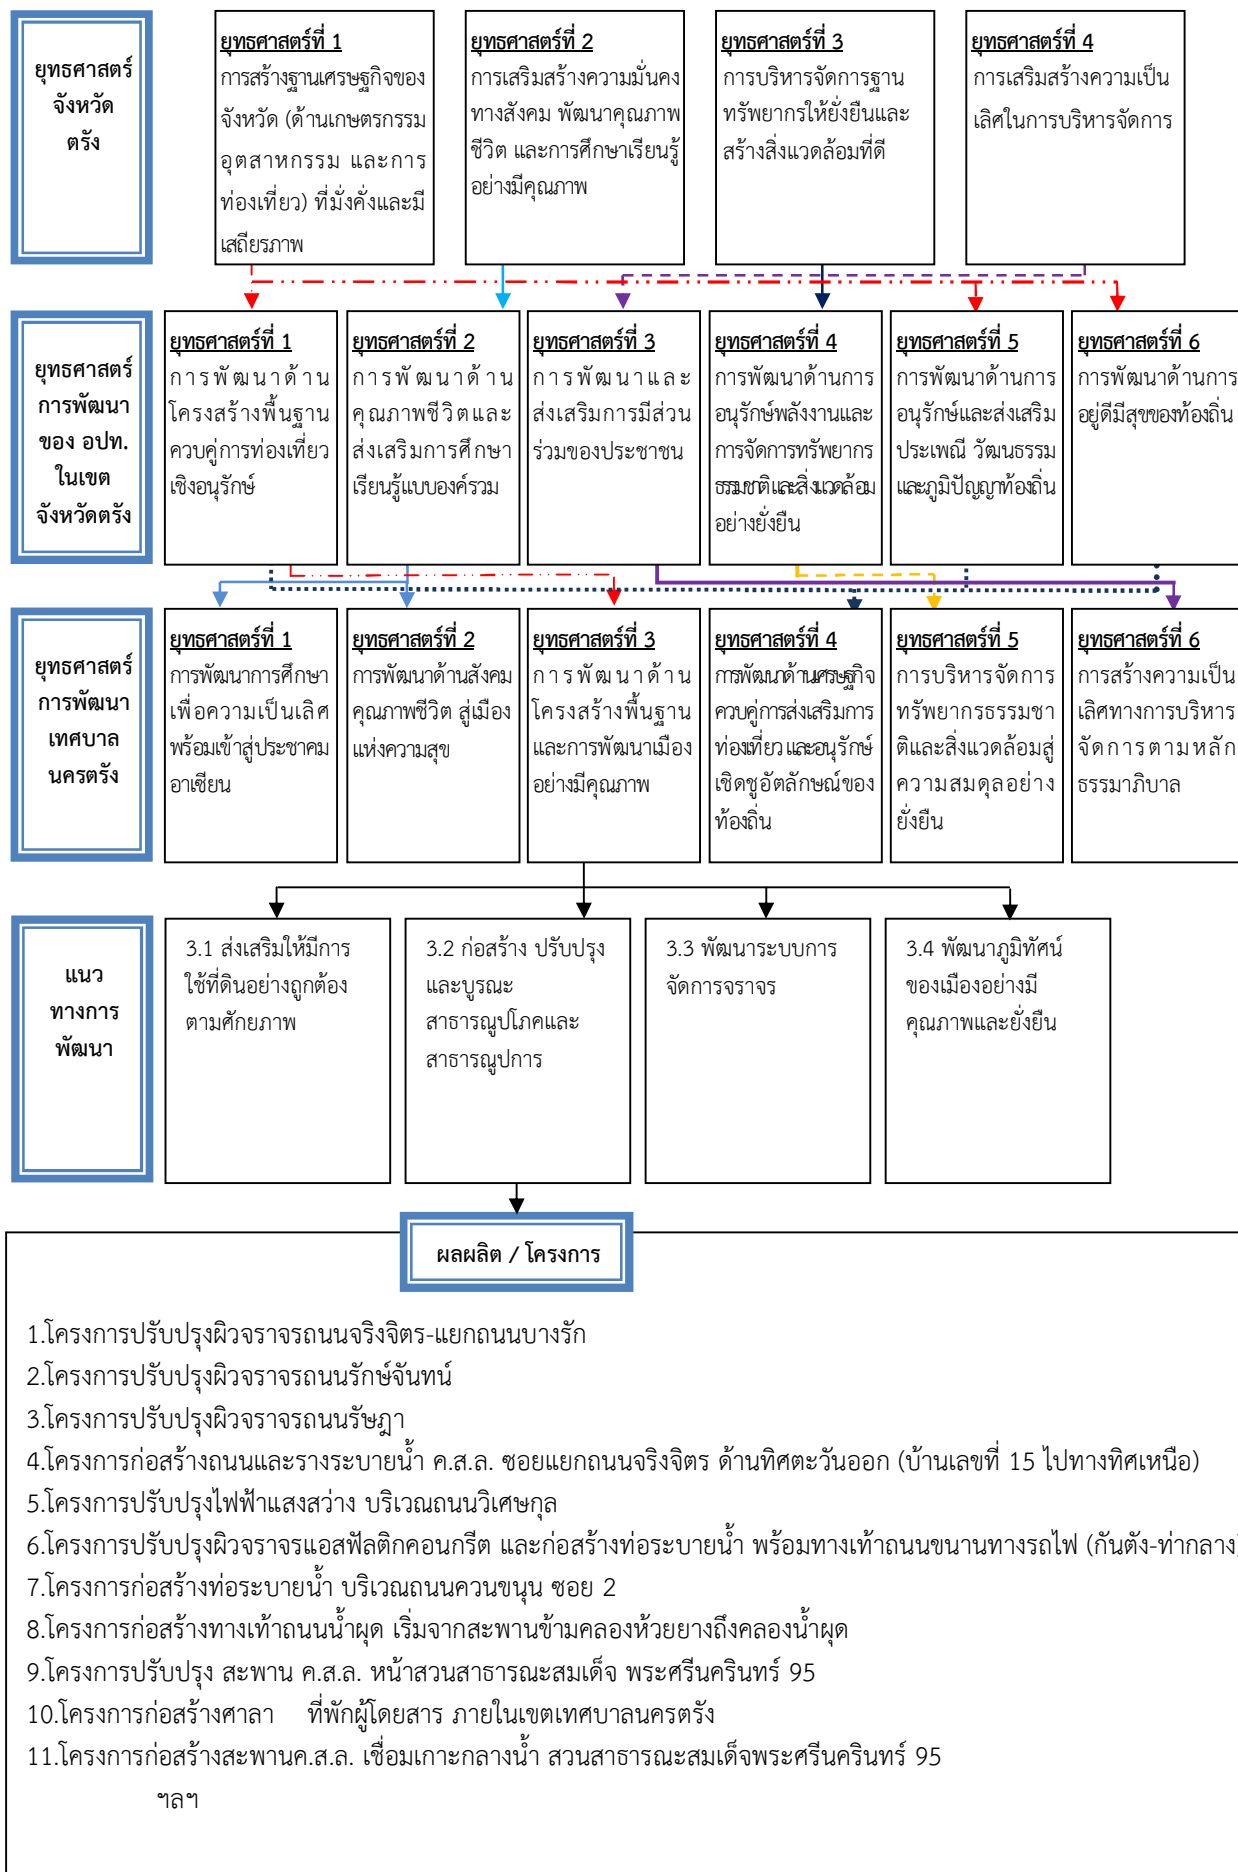 ยุทธศาสตร์
จังหวัด
ตรัง
ยุทธศาสตร์ที่ 1
การสร้างฐานเศรษฐกิจของ
จังหวัด (ด้านเกษตรกรรม
อุตสาหกรรม และการ
ท่องเที่ยว) ที่มั่งคั่งและมี
เสถียรภาพ
ยุทธศาสตร์ที่ 2
การเสริมสร้างความมั่นคง
ทางสังคม พัฒนาคุณภาพ
ชีวิต และการศึกษาเรียนรู้
อย่างมีคุณภาพ
ยุทธศาสตร์ที่ 3
การบริหารจัดการฐาน
ทรัพยากรให้ยั่งยืนและ
สร้างสิ่งแวดล้อมที่ดี
ยุทธศาสตร์ที่ 4
การเสริมสร้างความเป็น
เลิศในการบริหารจัดการ
ยุทธศาสตร์
การพัฒนา
ของ อปท.
ในเขต
จังหวัดตรัง
ยุทธศาสตร์ที่ 1
การพัฒนาด้าน
โครงสร้างพื้นฐาน
ควบคู่การท่องเที่ยว
เชิงอนุรักษ์
ยุทธศาสตร์ที่ 2
การพัฒนาด้าน
คุณภาพชีวิตและ
ส่งเสริมการศึกษา
เรียนรู้แบบองค์รวม
ยุทธศาสตร์ที่ 3
การพัฒนาและ
ส่งเสริมการมีส่วน
ร่วมของประชาชน
ยุทธศาสตร์ที่ 4
การพัฒนาด้านการ
อนุรักษ์พลังงานและ
การจัดการทรัพยากร
ธรรมชาติและสิ่งแวดล้อม
อย่างยั่งยืน
ยุทธศาสตร์ที่ 5
การพัฒนาด้านการ
อนุรักษ์และส่งเสริม
ประเพณี วัฒนธรรม
และภูมิปัญญาท้องถิ่น
ยุทธศาสตร์ที่ 6
การพัฒนาด้านการ
อยู่ดีมีสุขของท้องถิ่น
ยุทธศาสตร์
การพัฒนา
เทศบาล
นครตรัง
ยุทธศาสตร์ที่ 1
การพัฒนาการศึกษา
เพื่อความเป็นเลิศ
พร้อมเข้าสู่ประชาคม
อาเซียน
ยุทธศาสตร์ที่ 2
การพัฒนาด้านสังคม
คุณภาพชีวิต สู่เมือง
แห่งความสุข
ยุทธศาสตร์ที่ 3
การพัฒนาด้าน
โครงสร้างพื้นฐาน
และการพัฒนาเมือง
อย่างมีคุณภาพ
ยุทธศาสตร์ที่ 4
การพัฒนาด้านเศรษฐกิจ
ควบคู่การส่งเสริมการ
ท่องเที่ยว และอนุรักษ์
เชิดชูอัตลักษณ์ของ
ท้องถิ่น
ยุทธศาสตร์ที่ 5
การบริหารจัดการ
ทรัพยากรธรรมชา
ติและสิ่งแวดล้อมสู่
ความสมดุลอย่าง
ยั่งยืน
ยุทธศาสตร์ที่ 6
การสร้างความเป็น
เลิศทางการบริหาร
จัดการตามหลัก
ธรรมาภิบาล
แนว
ทางการ
พัฒนา
3.1 ส่งเสริมให้มีการ
ใช้ที่ดินอย่างถูกต้อง
ตามศักยภาพ
3.2 ก่อสร้าง ปรับปรุง
และบูรณะ
สาธารณูปโภคและ
สาธารณูปการ
3.3 พัฒนาระบบการ
จัดการจราจร
3.4 พัฒนาภูมิทัศน์
ของเมืองอย่างมี
คุณภาพและยั่งยืน
ผลผลิต / โครงการ
1.โครงการปรับปรุงผิวจราจรถนนจริงจิตร-แยกถนนบางรัก
2.โครงการปรับปรุงผิวจราจรถนนรักษ์จันทน์
3.โครงการปรับปรุงผิวจราจรถนนรัษฎา
4.โครงการก่อสร้างถนนและรางระบายน้ำ ค.ส.ล. ซอยแยกถนนจริงจิตร ด้านทิศตะวันออก (บ้านเลขที่ 15 ไปทางทิศเหนือ)
5.โครงการปรับปรุงไฟฟ้าแสงสว่าง บริเวณถนนวิเศษกุล
6.โครงการปรับปรุงผิวจราจรแอสฟัลติกคอนกรีต และก่อสร้างท่อระบายน้ำ พร้อมทางเท้าถนนขนานทางรถไฟ (กันตัง-ท่ากลาง)
7.โครงการก่อสร้างท่อระบายน้ำ บริเวณถนนควนขนุน ซอย 2
8.โครงการก่อสร้างทางเท้าถนนน้ำผุด เริ่มจากสะพานข้ามคลองห้วยยางถึงคลองน้ำผุด
9.โครงการปรับปรุง สะพาน ค.ส.ล. หน้าสวนสาธารณะสมเด็จ พระศรีนครินทร์ 95
10.โครงการก่อสร้างศาลา ที่พักผู้โดยสาร ภายในเขตเทศบาลนครตรัง
11.โครงการก่อสร้างสะพานค.ส.ล. เชื่อมเกาะกลางน้ำ สวนสาธารณะสมเด็จพระศรีนครินทร์ 95
ฯลฯ